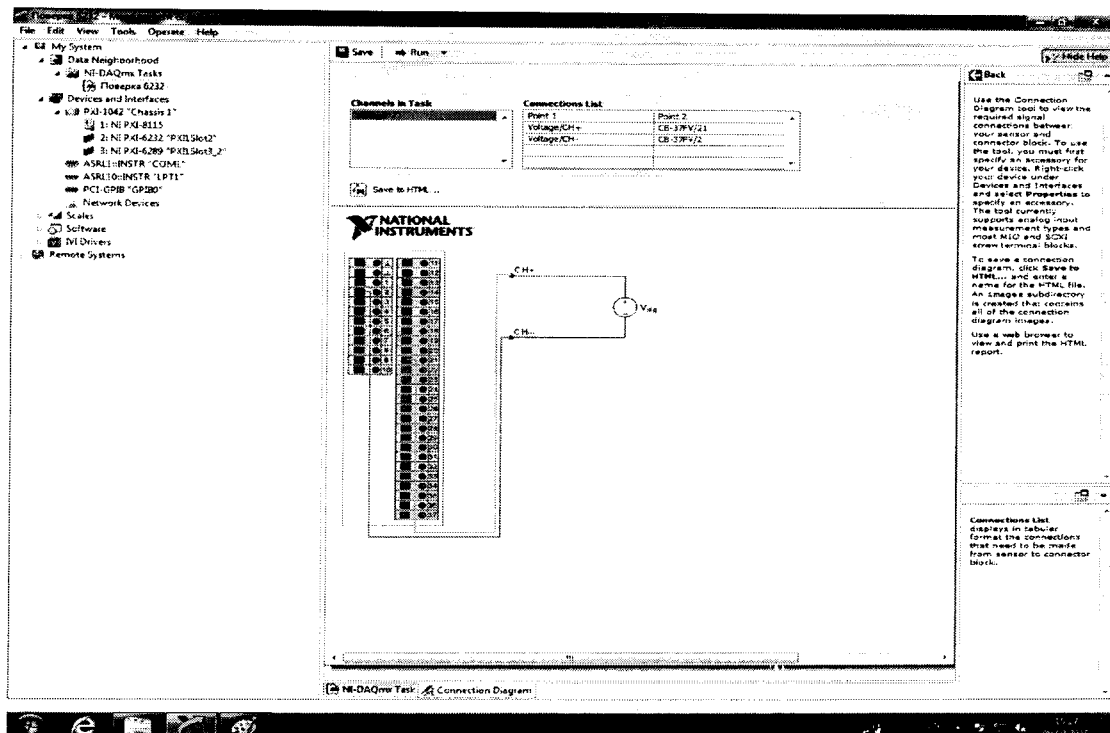 File Edit View Tools Operate Help
My System
Data Neighborhood
NI-DAQmx Tasks
Поверка 6232
Devices and Interfaces
PXI-1042 "Chassis 1"
1: NI PXI-8115
2: NI PXI-6232 "PXI1Slot2"
3: NI PXI-6289 "PXI1Slot3_2"
ASRL1::INSTR "COM1"
ASRL10::INSTR "LPT1"
PCI-GPIB "GPIB0"
Network Devices
Scales
Software
IVI Drivers
Remote Systems
Save Run
Hide Help
Channels in Task
Connections List
Point 1 Point 2
Voltage/CH+ CB-37FV/21
Voltage/CH- CB-37FV/2
Save to HTML...
NATIONAL
INSTRUMENTS
CH+
CH-
Back
Use the Connection
Diagram tool to view the
required signal
connections between
your sensor and
connector block. To use
the tool, you must first
specify an accessory for
your device. Right-click
your device under
Devices and Interfaces
and select Properties to
specify an accessory.
The tool currently
supports analog input
measurement types and
most MIO and SCXI
screw terminal blocks.
To save a connection
diagram, click Save to
HTML... and enter a
name for the HTML file.
An images subdirectory
is created that contains
all of the connection
diagram images.
Use a web browser to
view and print the HTML
report.
Connections List
displays in tabular
format the connections
that need to be made
from sensor to connector
block.
NI-DAQmx Task Connection Diagram